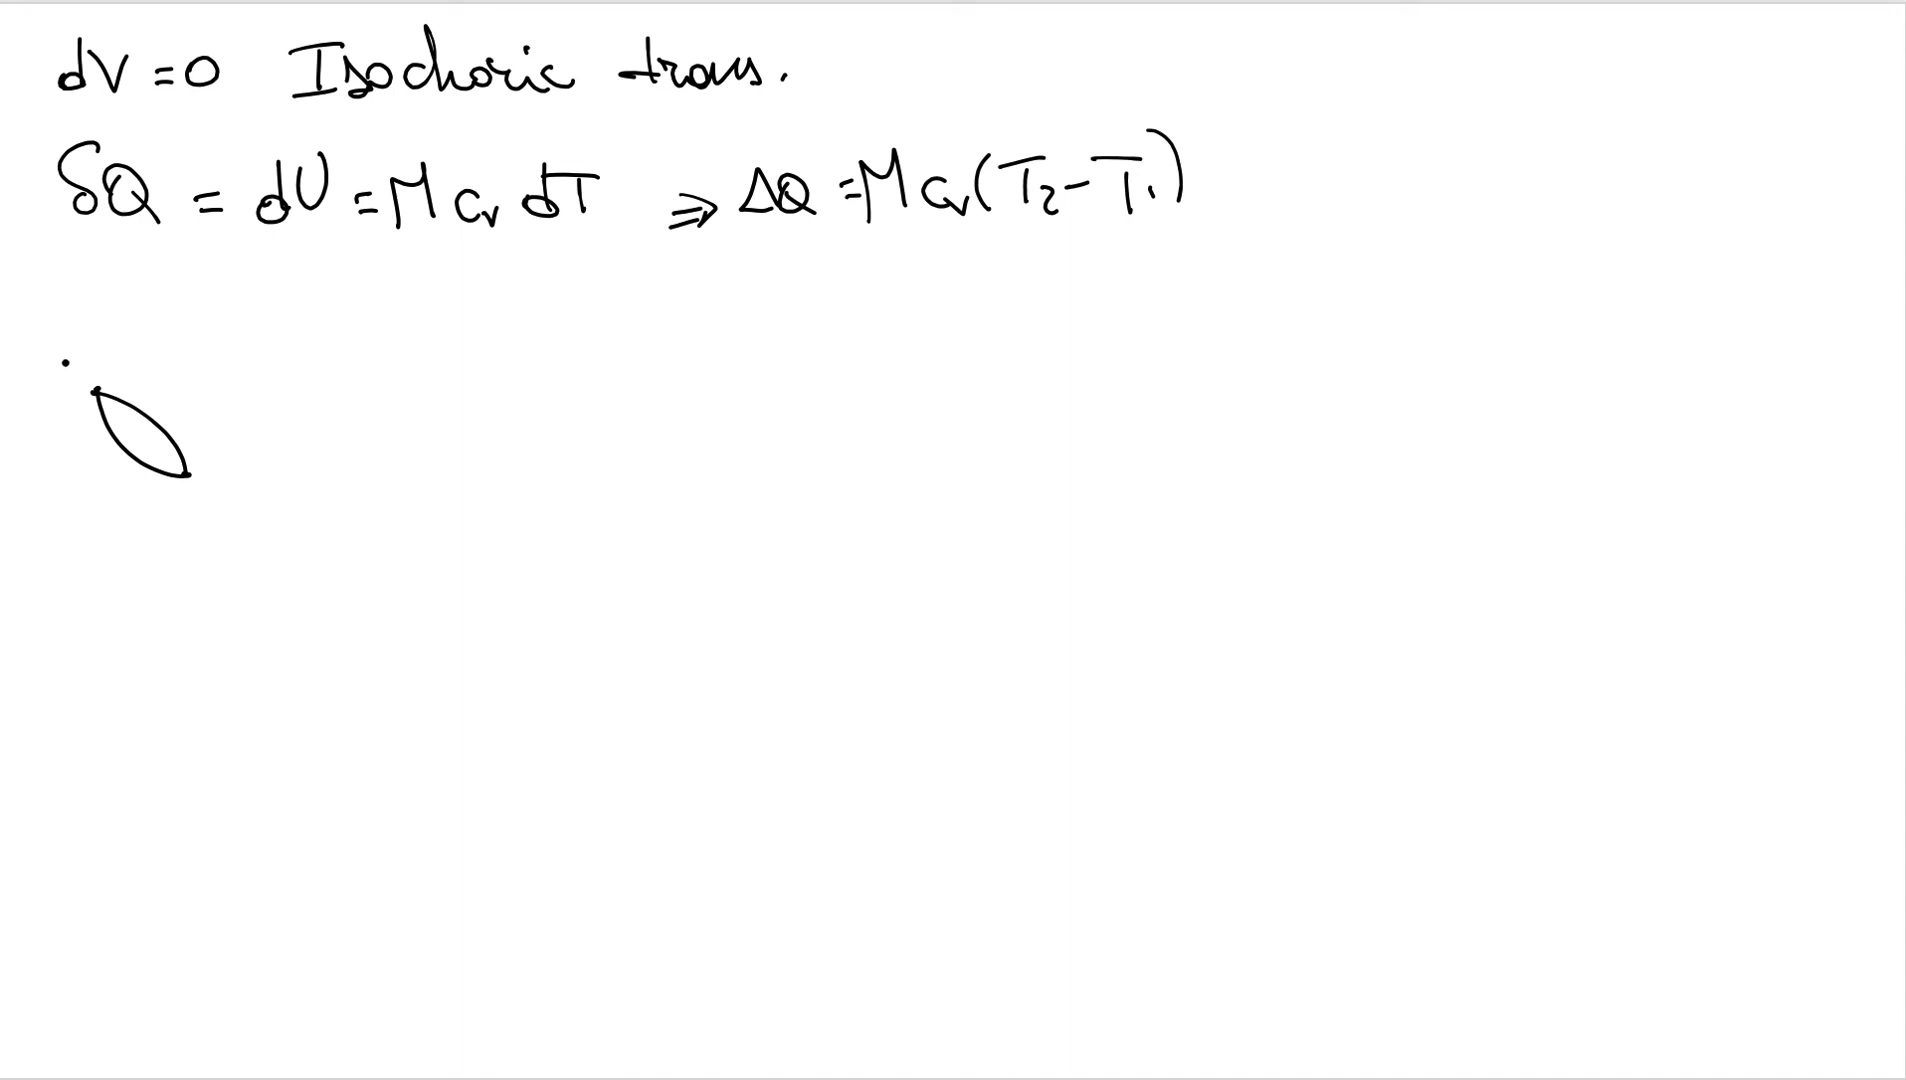 dV = 0 Isochoric trans.
δQ = dU = M cᵥ dT ⇒ ΔQ = M cᵥ (T₂ - T₁)